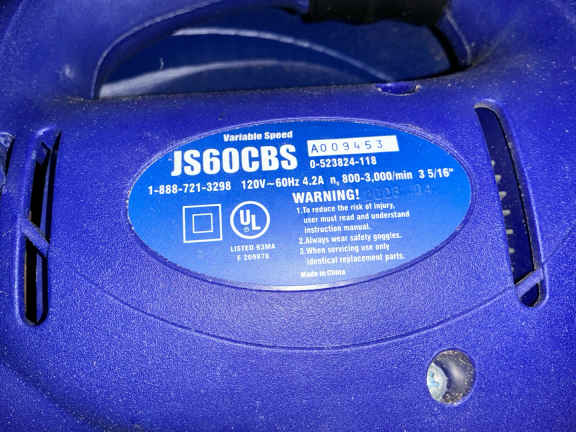 Variable Speed
JS60CBS A009453
0-523824-118
1-888-721-3298 120V~60Hz 4.2A n₀ 800-3,000/min 3 5/16"
WARNING!
1.To reduce the risk of injury,
user must read and understand
instruction manual.
2.Always wear safety goggles.
3.When servicing use only
identical replacement parts.
UL
LISTED 93MA
E 209878
Made in China